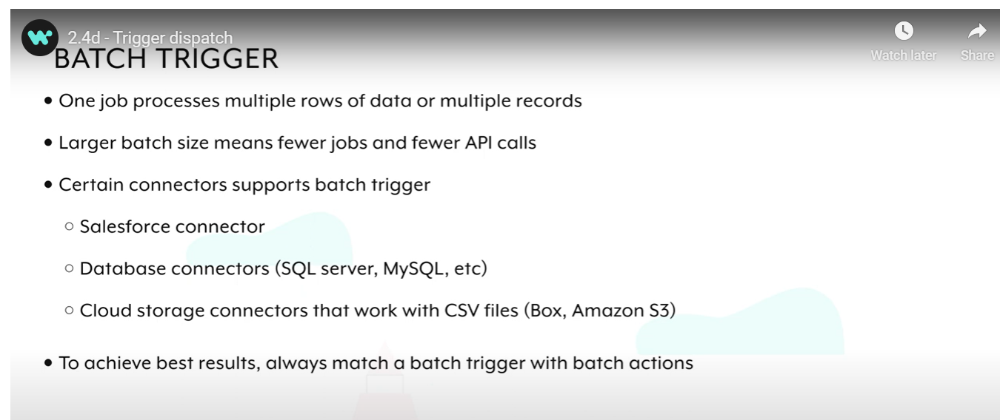 2.4d - Trigger dispatch
Watch later
Share
BATCH TRIGGER
• One job processes multiple rows of data or multiple records
• Larger batch size means fewer jobs and fewer API calls
• Certain connectors supports batch trigger
○ Salesforce connector
○ Database connectors (SQL server, MySQL, etc)
○ Cloud storage connectors that work with CSV files (Box, Amazon S3)
• To achieve best results, always match a batch trigger with batch actions